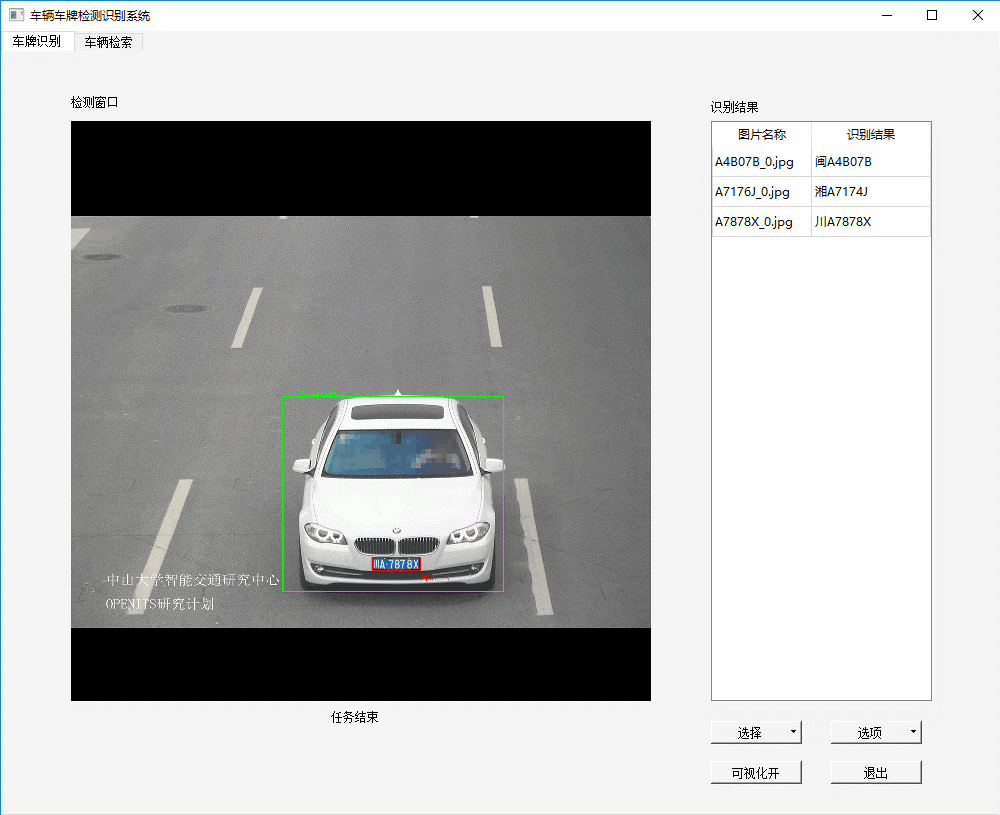 车辆车牌检测识别系统
车牌识别 车辆检索
检测窗口
识别结果
图片名称 识别结果
A4B07B_0.jpg 闽A4B07B
A7176J_0.jpg 湘A7174J
A7878X_0.jpg 川A7878X
川A·7878X
中山大学智能交通研究中心
OPENITS研究计划
任务结束
选择 选项
可视化开 退出